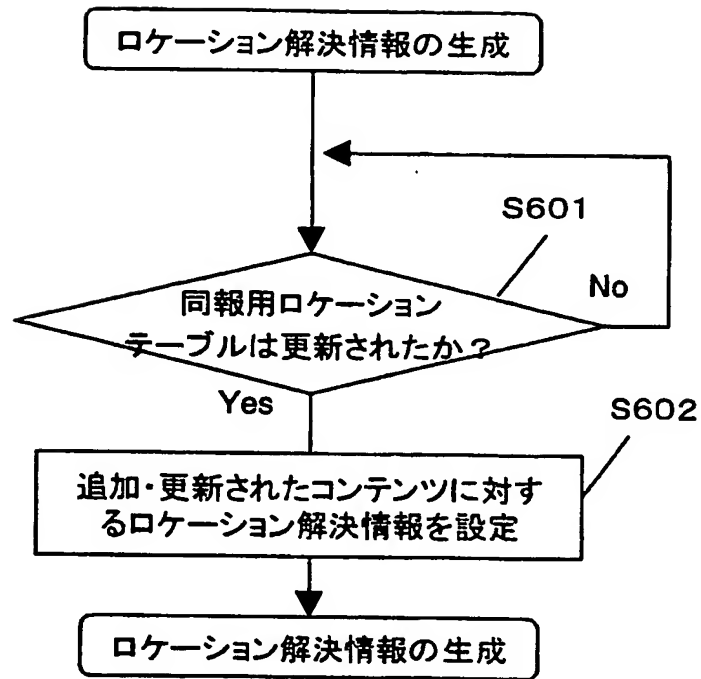 ロケーション解決情報の生成
S601
同報用ロケーション
テーブルは更新されたか?
No
Yes
S602
追加・更新されたコンテンツに対す
るロケーション解決情報を設定
ロケーション解決情報の生成